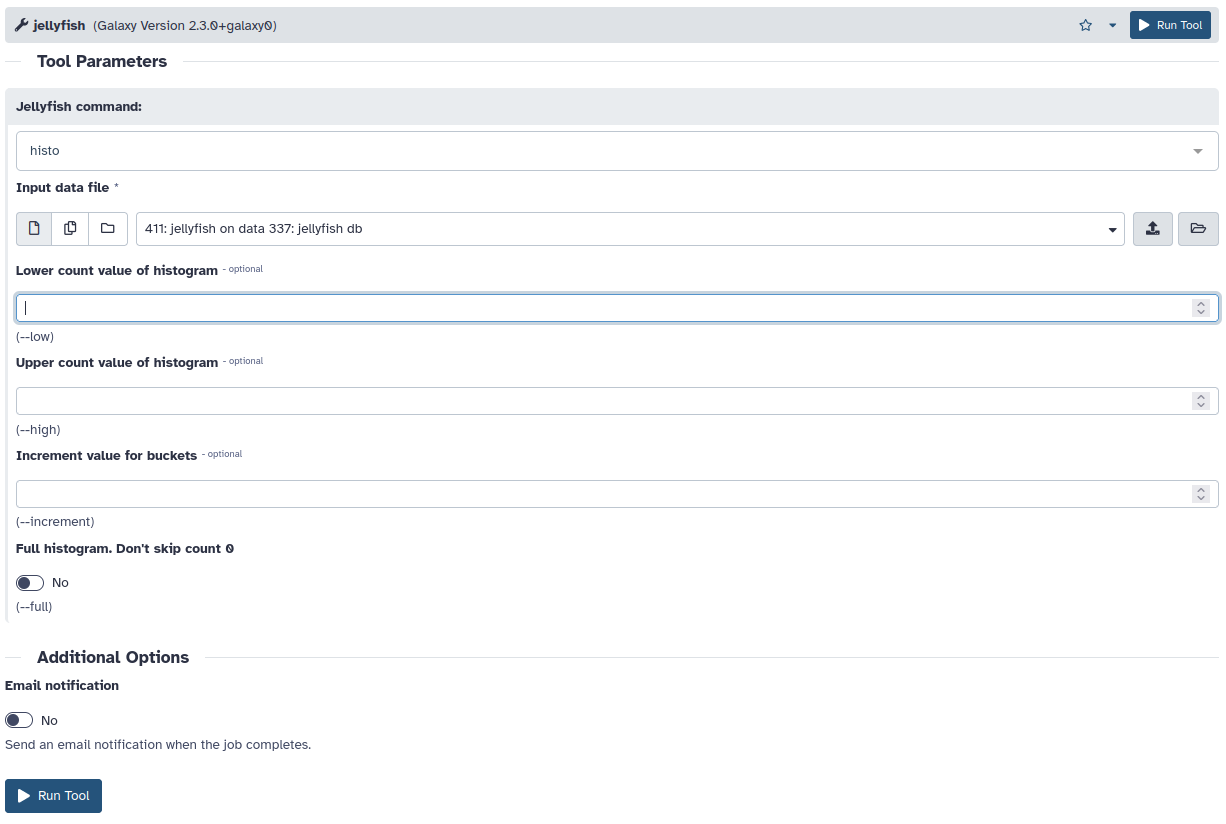 jellyfish (Galaxy Version 2.3.0+galaxy0) Run Tool
Tool Parameters
Jellyfish command:
histo
Input data file *
411: jellyfish on data 337: jellyfish db
Lower count value of histogram - optional
(--low)
Upper count value of histogram - optional
(--high)
Increment value for buckets - optional
(--increment)
Full histogram. Don't skip count 0
No
(--full)
Additional Options
Email notification
No
Send an email notification when the job completes.
Run Tool